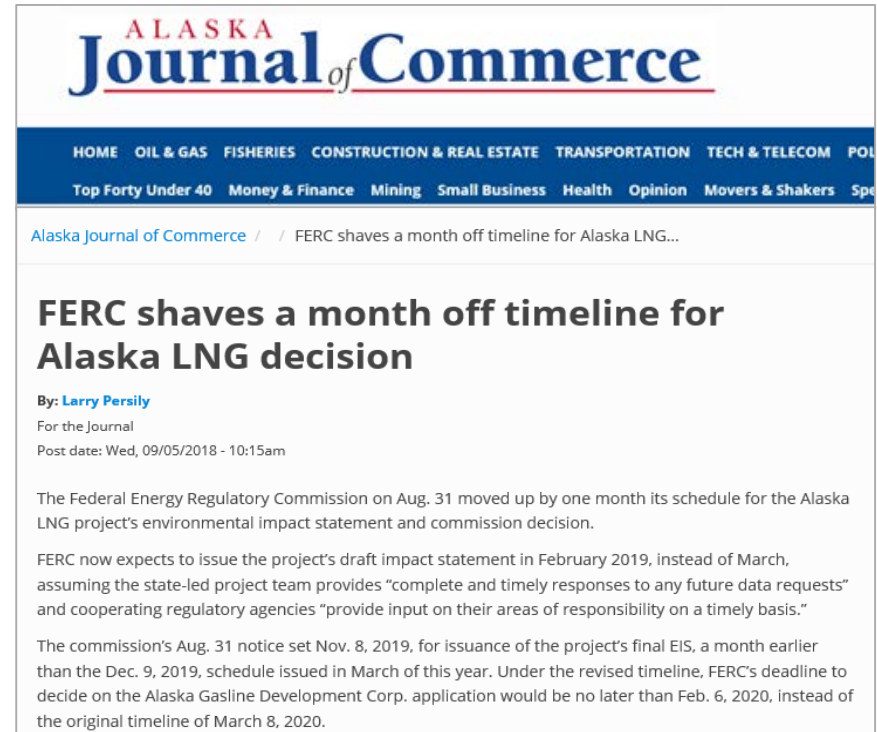 ALASKA
Journal of Commerce
HOME OIL & GAS FISHERIES CONSTRUCTION & REAL ESTATE TRANSPORTATION TECH & TELECOM POL
Top Forty Under 40 Money & Finance Mining Small Business Health Opinion Movers & Shakers Spe
Alaska Journal of Commerce / / FERC shaves a month off timeline for Alaska LNG...
FERC shaves a month off timeline for
Alaska LNG decision
By: Larry Persily
For the Journal
Post date: Wed, 09/05/2018 - 10:15am
The Federal Energy Regulatory Commission on Aug. 31 moved up by one month its schedule for the Alaska
LNG project’s environmental impact statement and commission decision.
FERC now expects to issue the project’s draft impact statement in February 2019, instead of March,
assuming the state-led project team provides “complete and timely responses to any future data requests”
and cooperating regulatory agencies “provide input on their areas of responsibility on a timely basis.”
The commission’s Aug. 31 notice set Nov. 8, 2019, for issuance of the project’s final EIS, a month earlier
than the Dec. 9, 2019, schedule issued in March of this year. Under the revised timeline, FERC’s deadline to
decide on the Alaska Gasline Development Corp. application would be no later than Feb. 6, 2020, instead of
the original timeline of March 8, 2020.